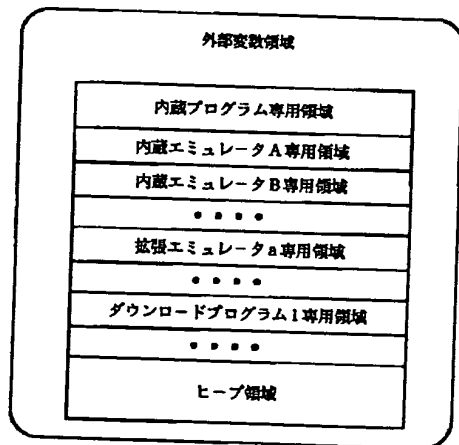 外部変数領域
内蔵プログラム専用領域
内蔵エミュレータA専用領域
内蔵エミュレータB専用領域
• • • •
拡張エミュレータa専用領域
• • • •
ダウンロードプログラム1専用領域
• • • •
ヒープ領域